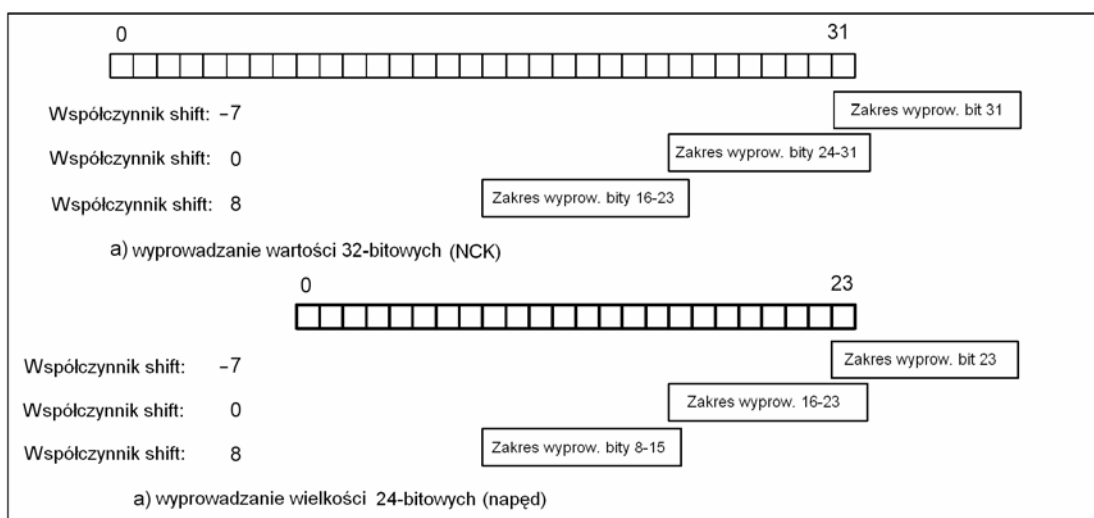 0 31
Współczynnik shift: -7 Zakres wyprow. bit 31
Współczynnik shift: 0 Zakres wyprow. bity 24-31
Współczynnik shift: 8 Zakres wyprow. bity 16-23
a) wyprowadzanie wartości 32-bitowych (NCK)
0 23
Współczynnik shift: -7 Zakres wyprow. bit 23
Współczynnik shift: 0 Zakres wyprow. 16-23
Współczynnik shift: 8 Zakres wyprow. bity 8-15
a) wyprowadzanie wielkości 24-bitowych (napęd)